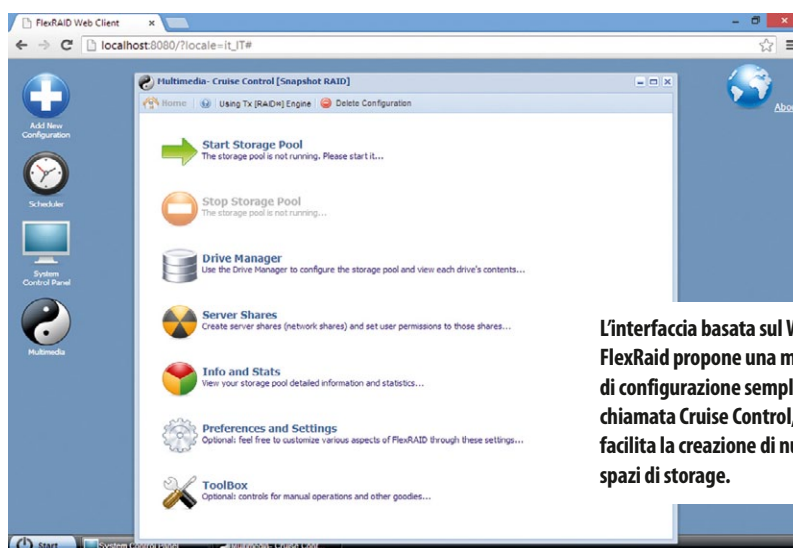 FlexRAID Web Client
localhost:8080/?locale=it_IT#
Add New
Configuration
Scheduler
System
Control Panel
Multimedia
Multimedia- Cruise Control [Snapshot RAID]
Home
Using Tx [RAID∞] Engine
Delete Configuration
Start Storage Pool
The storage pool is not running. Please start it...
Stop Storage Pool
The storage pool is not running...
Drive Manager
Use the Drive Manager to configure the storage pool and view each drive's contents...
Server Shares
Create server shares (network shares) and set user permissions to those shares...
Info and Stats
View your storage pool detailed information and statistics...
Preferences and Settings
Optional: feel free to customize various aspects of FlexRAID through these settings...
ToolBox
Optional: controls for manual operations and other goodies...
L'interfaccia basata sul
FlexRaid propone una
di configurazione
chiamata Cruise Control,
facilita la creazione di
spazi di storage.
Start
System Control Panel
Multimedia- Cruise